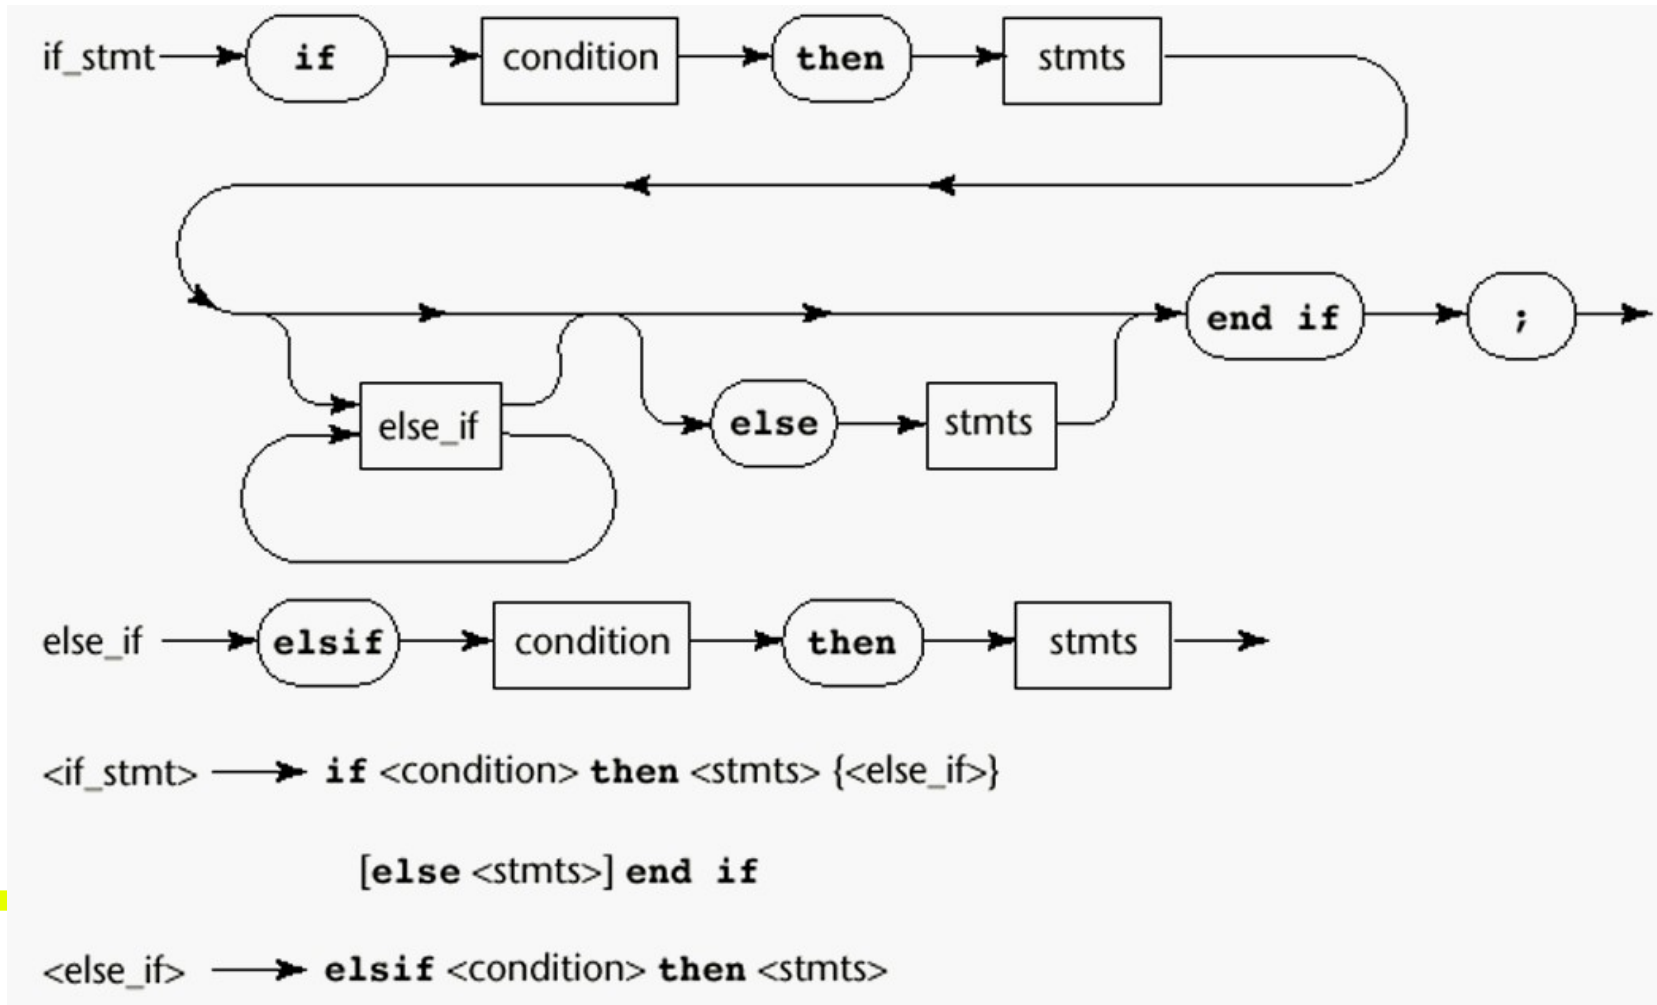 if_stmt if condition then stmts
end if ;
else_if else stmts
else_if elsif condition then stmts
<if_stmt> if <condition> then <stmts> {<else_if>}
[else <stmts>] end if
<else_if> elsif <condition> then <stmts>